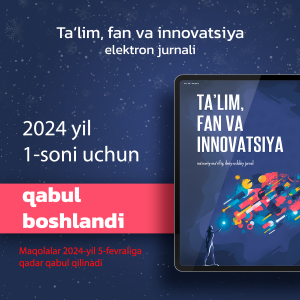 Ta’lim, fan va innovatsiya
elektron jurnali
2024 yil
1-soni uchun
qabul
boshlandi
Maqolalar 2024-yil 5-fevraliga
qadar qabul qilinadi
TA’LIM,
FAN VA
INNOVATSIYA